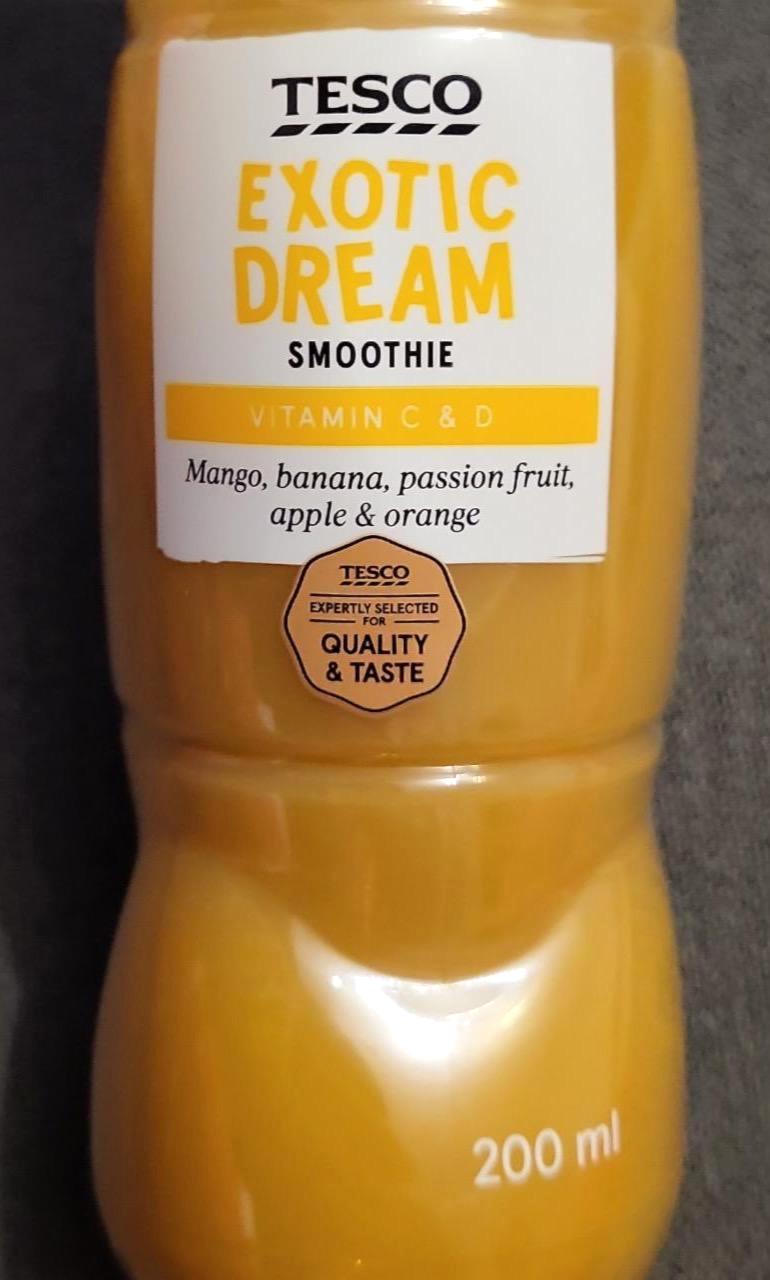 TESCO
EXOTIC
DREAM
SMOOTHIE
VITAMIN C & D
Mango, banana, passion fruit,
apple & orange
TESCO
EXPERTLY SELECTED
FOR
QUALITY
& TASTE
200 ml